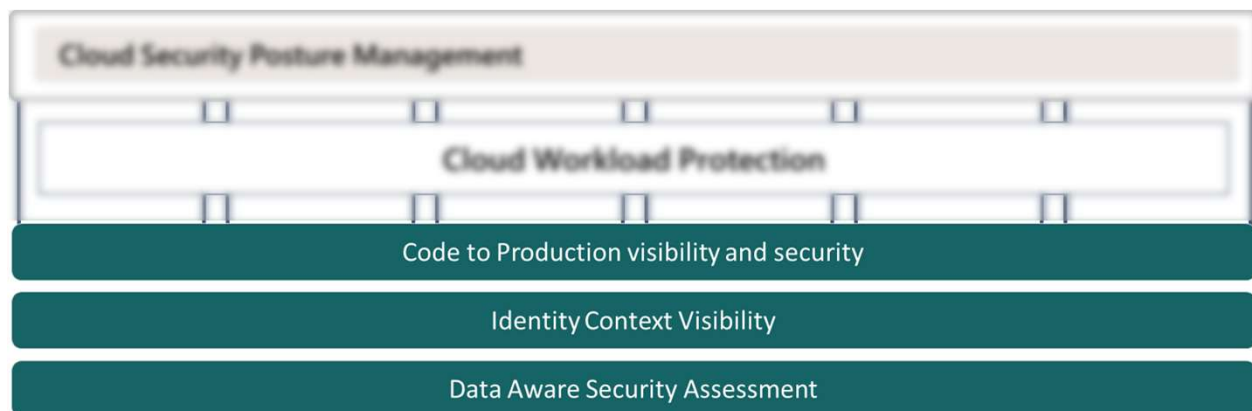 Cloud Security Posture Management
Cloud Workload Protection
Code to Production visibility and security
Identity Context Visibility
Data Aware Security Assessment